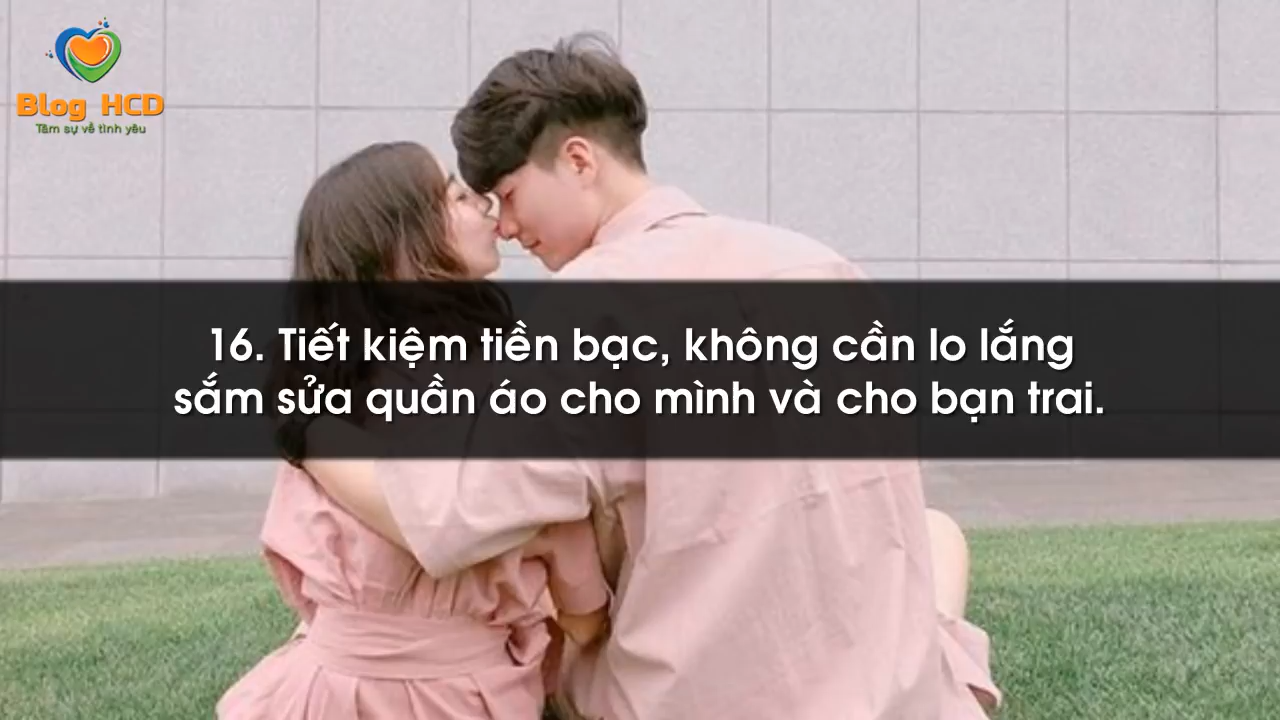 Blog HCD
Tâm sự về tình yêu
16. Tiết kiệm tiền bạc, không cần lo lắng
sắm sửa quần áo cho mình và cho bạn trai.